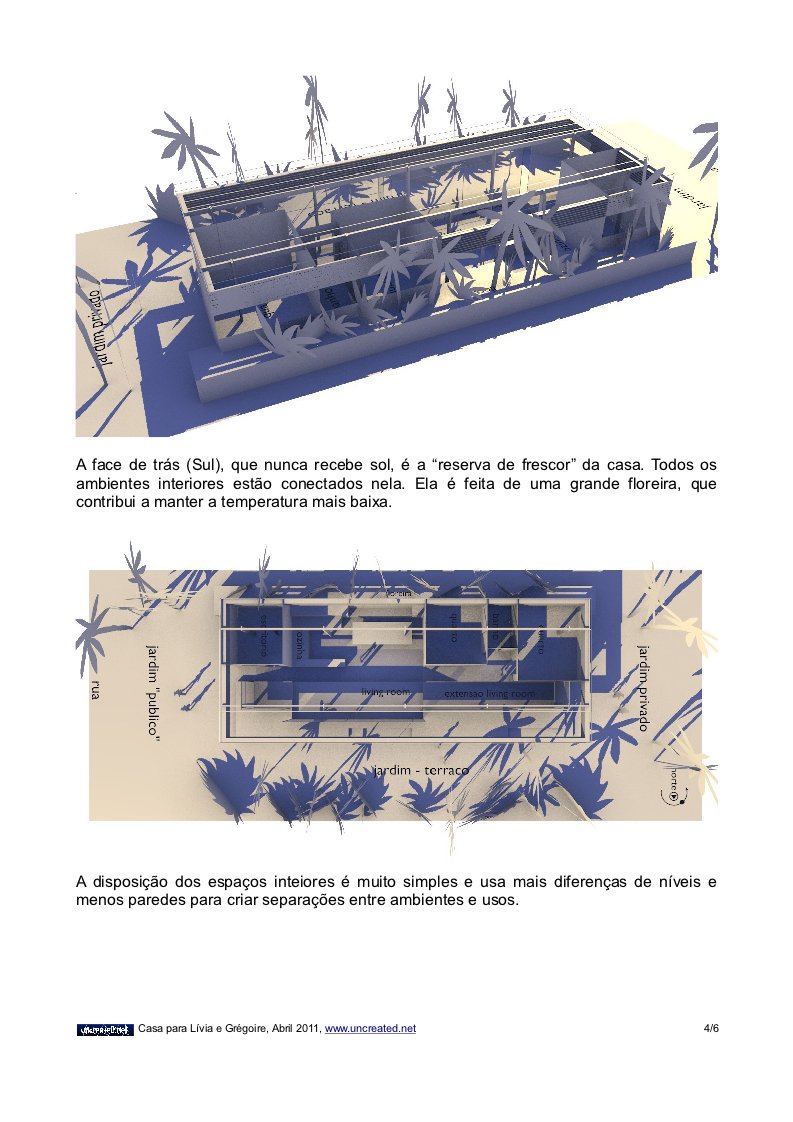 jardim privado
A face de trás (Sul), que nunca recebe sol, é a “reserva de frescor” da casa. Todos os
ambientes interiores estão conectados nela. Ela é feita de uma grande floreira, que
contribui a manter a temperatura mais baixa.
rua
jardim "publico"
living room
extensao living room
jardim privado
jardim - terraco
norte
A disposição dos espaços inteiores é muito simples e usa mais diferenças de níveis e
menos paredes para criar separações entre ambientes e usos.
Casa para Lívia e Grégoire, Abril 2011, www.uncreated.net
4/6